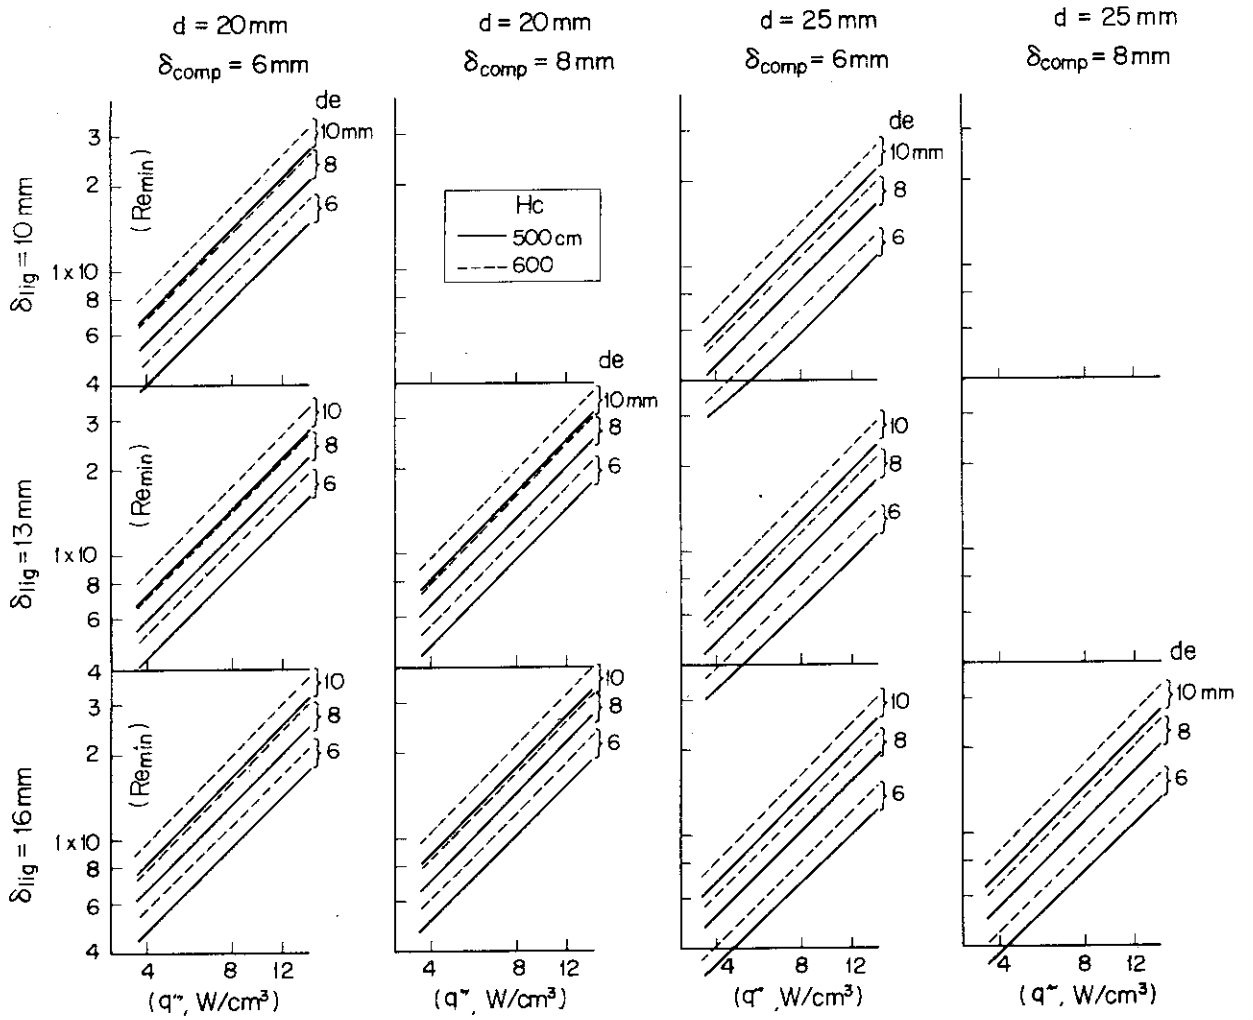 d = 20 mm
δcomp = 6 mm
d = 20 mm
δcomp = 8 mm
d = 25 mm
δcomp = 6 mm
d = 25 mm
δcomp = 8 mm
δlig = 10 mm
(Remin)
3
2
1 x 10
8
6
4
de
10 mm
8
6
Hc
500 cm
600
de
10 mm
8
6
δlig = 13 mm
(Remin)
3
2
1 x 10
8
6
4
10
8
6
de
10 mm
8
6
10
8
6
δlig = 16 mm
(Remin)
3
2
1 x 10
8
6
4
10
8
6
10
8
6
10
8
6
de
10 mm
8
6
4 8 12
4 8 12
4 8 12
4 8 12
(q''', W/cm³)
(q''', W/cm³)
(q''', W/cm³)
(q''', W/cm³)